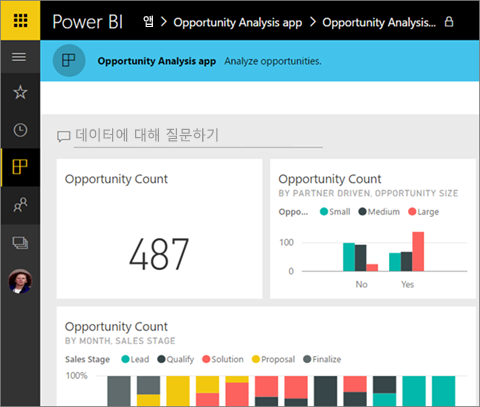 Power BI 앱 > Opportunity Analysis app > Opportunity Analysis...
Opportunity Analysis app Analyze opportunities.
데이터에 대해 질문하기
Opportunity Count
487
Opportunity Count
BY PARTNER DRIVEN, OPPORTUNITY SIZE
Oppo... Small Medium Large
100
0
No Yes
Opportunity Count
BY MONTH, SALES STAGE
Sales Stage Lead Qualify Solution Proposal Finalize
100%